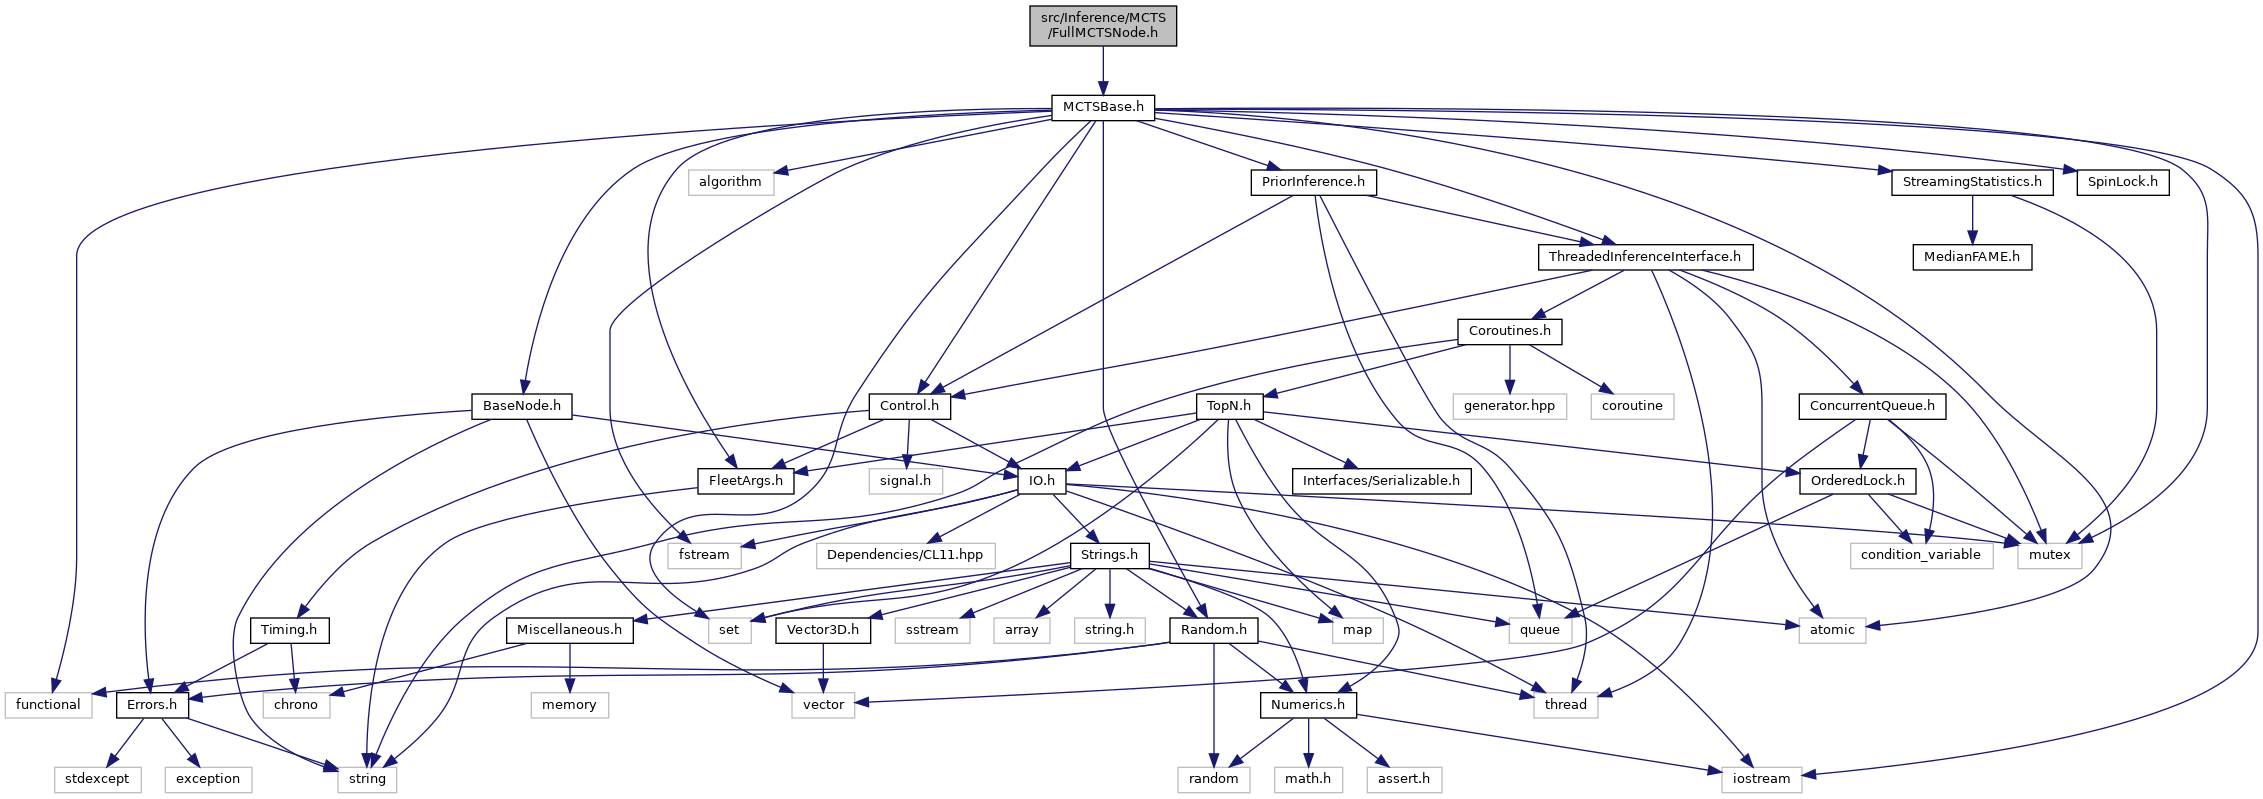 src/Inference/MCTS
/FullMCTSNode.h
MCTSBase.h
algorithm
PriorInference.h
StreamingStatistics.h
SpinLock.h
ThreadedInferenceInterface.h
MedianFAME.h
Coroutines.h
BaseNode.h
Control.h
TopN.h
generator.hpp
coroutine
ConcurrentQueue.h
FleetArgs.h
signal.h
IO.h
Interfaces/Serializable.h
OrderedLock.h
fstream
Dependencies/CL11.hpp
Strings.h
condition_variable
mutex
Timing.h
Miscellaneous.h
set
Vector3D.h
sstream
array
string.h
Random.h
map
queue
atomic
functional
Errors.h
chrono
memory
vector
Numerics.h
thread
stdexcept
exception
string
random
math.h
assert.h
iostream